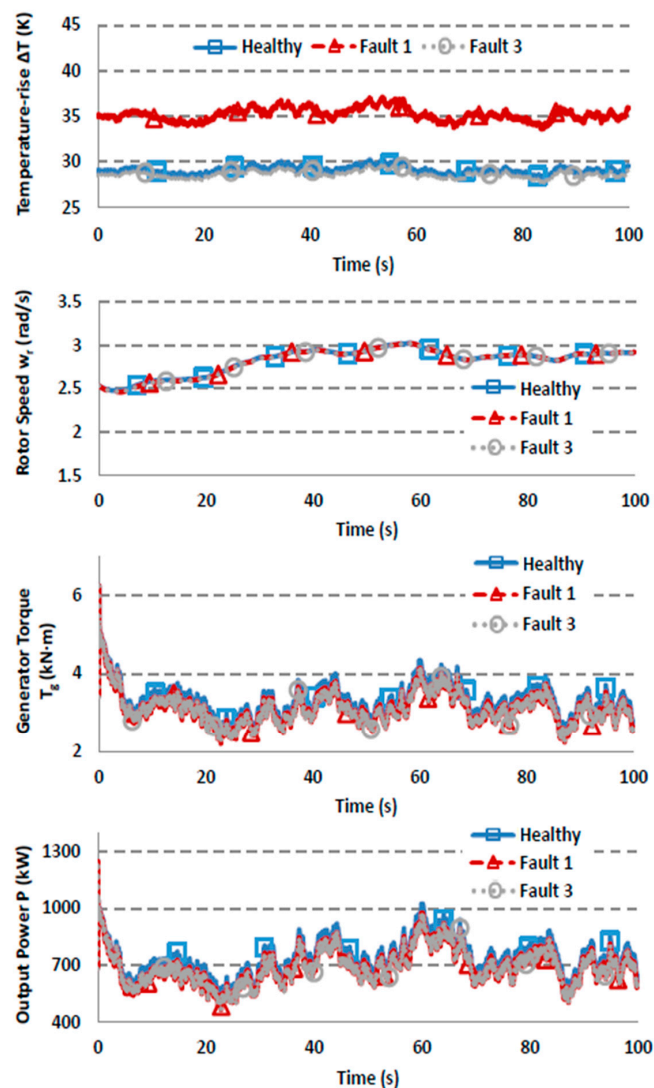 Temperature-rise ΔT (K)
45
40
35
30
25
Healthy Fault 1 Fault 3
0 20 40 60 80 100
Time (s)
Rotor Speed wr (rad/s)
3.5
3
2.5
2
1.5
Healthy
Fault 1
Fault 3
0 20 40 60 80 100
Time (s)
Generator Torque
Tg (kN·m)
6
4
2
Healthy
Fault 1
Fault 3
0 20 40 60 80 100
Time (s)
Output Power P (kW)
1300
1000
700
400
Healthy
Fault 1
Fault 3
0 20 40 60 80 100
Time (s)